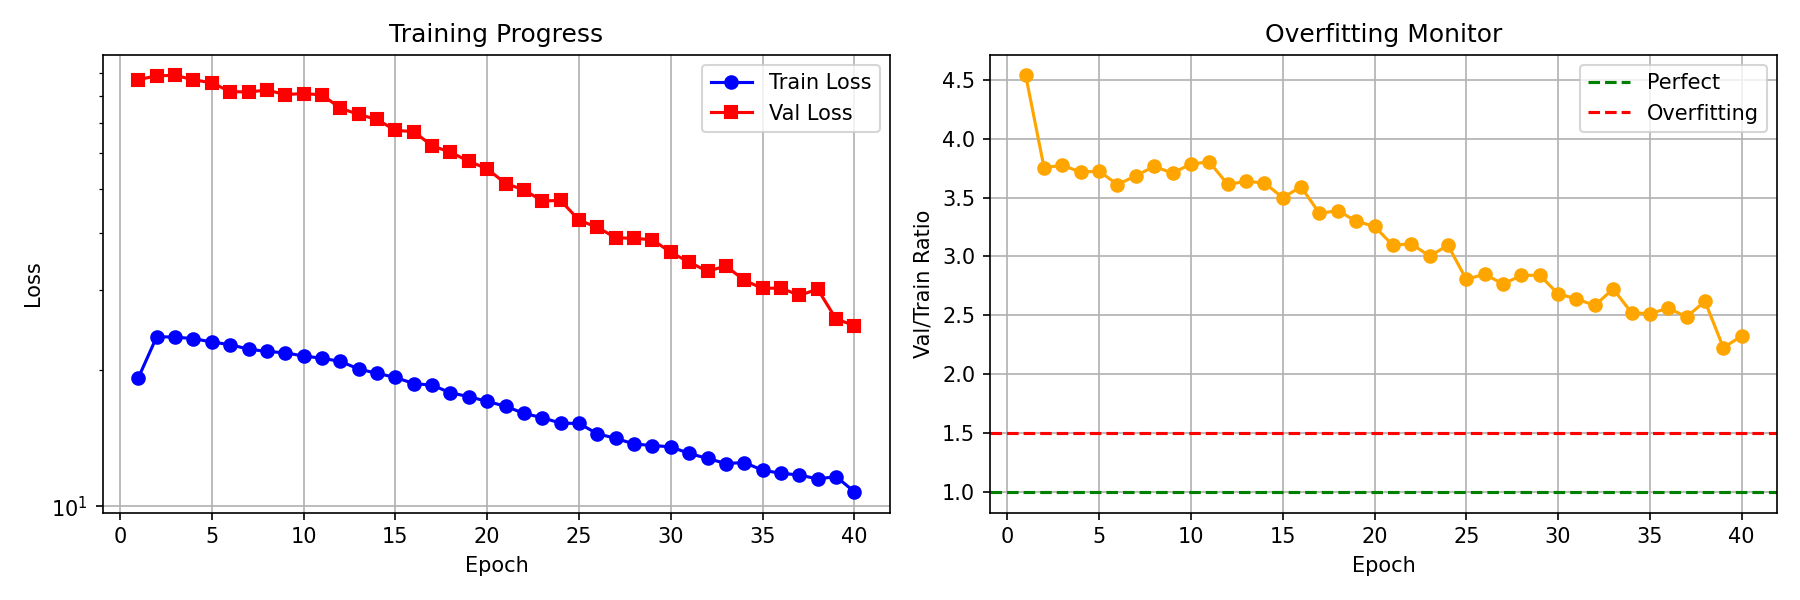 Training Progress
Train Loss
Val Loss
Loss
10¹
0 5 10 15 20 25 30 35 40
Epoch
Overfitting Monitor
Perfect
Overfitting
Val/Train Ratio
4.5
4.0
3.5
3.0
2.5
2.0
1.5
1.0
0 5 10 15 20 25 30 35 40
Epoch